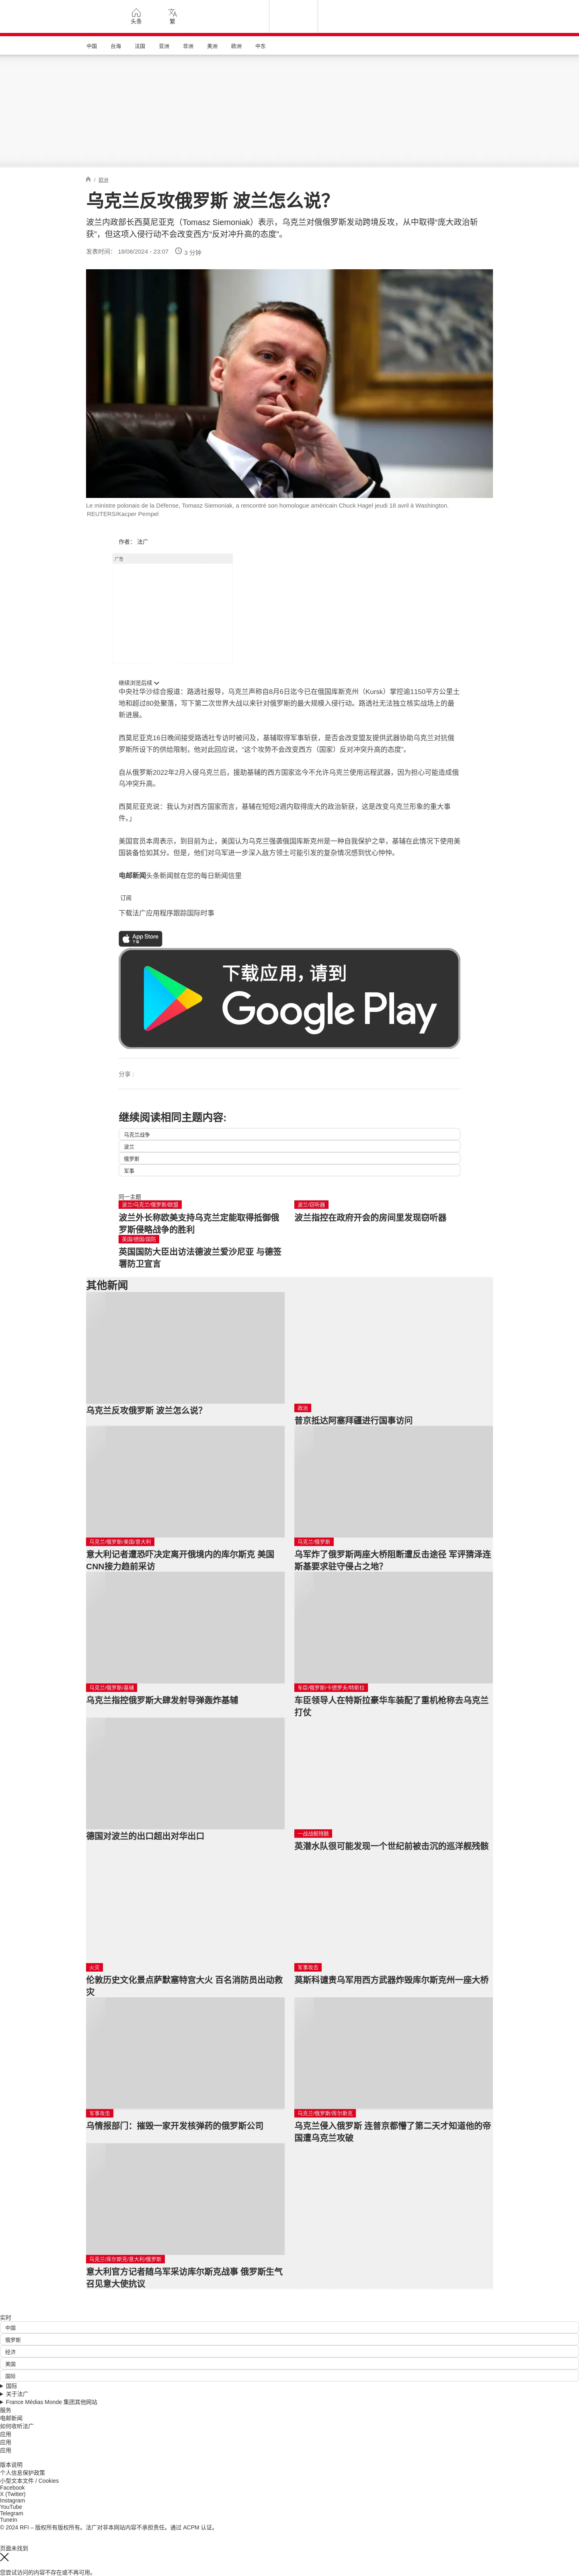 头条
繁
中国
台海
法国
亚洲
非洲
美洲
欧洲
中东
/ 欧洲
乌克兰反攻俄罗斯 波兰怎么说？
波兰内政部长西莫尼亚克（Tomasz Siemoniak）表示，乌克兰对俄俄罗斯发动跨境反攻，从中取得“庞大政治斩
获”，但这项入侵行动不会改变西方“反对冲升高的态度”。
发表时间： 18/08/2024 - 23:07 3 分钟
Le ministre polonais de la Défense, Tomasz Siemoniak, a rencontré son homologue américain Chuck Hagel jeudi 18 avril à Washington.
REUTERS/Kacper Pempel
作者： 法广
广告
继续浏览后续
中央社华沙综合报道：路透社报导，乌克兰声称自8月6日迄今已在俄国库斯克州（Kursk）掌控逾1150平方公里土
地和超过80处聚落，写下第二次世界大战以来针对俄罗斯的最大规模入侵行动。路透社无法独立核实战场上的最
新进展。
西莫尼亚克16日晚间接受路透社专访时被问及，基辅取得军事斩获，是否会改变盟友提供武器协助乌克兰对抗俄
罗斯所设下的供给限制，他对此回应说，“这个攻势不会改变西方（国家）反对冲突升高的态度”。
自从俄罗斯2022年2月入侵乌克兰后，援助基辅的西方国家迄今不允许乌克兰使用远程武器，因为担心可能造成俄
乌冲突升高。
西莫尼亚克说：我认为对西方国家而言，基辅在短短2週内取得庞大的政治斩获，这是改变乌克兰形象的重大事
件。」
美国官员本周表示，到目前为止，美国认为乌克兰强袭俄国库斯克州是一种自我保护之举，基辅在此情况下使用美
国装备恰如其分。但是，他们对乌军进一步深入敌方领土可能引发的复杂情况感到忧心忡忡。
电邮新闻头条新闻就在您的每日新闻信里
订阅
下载法广应用程序跟踪国际时事
App Store
下载
下载应用，请到
Google Play
分享 :
继续阅读相同主题内容:
乌克兰战争
波兰
俄罗斯
军事
同一主题
波兰/乌克兰/俄罗斯/欧盟
波兰外长称欧美支持乌克兰定能取得抵御俄
罗斯侵略战争的胜利
波兰/窃听器
波兰指控在政府开会的房间里发现窃听器
英国/德国/国防
英国国防大臣出访法德波兰爱沙尼亚 与德签
署防卫宣言
其他新闻
乌克兰反攻俄罗斯 波兰怎么说？
政治
普京抵达阿塞拜疆进行国事访问
乌克兰/俄罗斯/美国/意大利
意大利记者遭恐吓决定离开俄境内的库尔斯克 美国
CNN接力趋前采访
乌克兰/俄罗斯
乌军炸了俄罗斯两座大桥阻断遭反击途径 军评猜泽连
斯基要求驻守侵占之地？
乌克兰/俄罗斯/基辅
乌克兰指控俄罗斯大肆发射导弹轰炸基辅
车臣/俄罗斯/卡德罗夫/特斯拉
车臣领导人在特斯拉豪华车装配了重机枪称去乌克兰
打仗
德国对波兰的出口超出对华出口
一战战舰残骸
英潜水队很可能发现一个世纪前被击沉的巡洋舰残骸
火灾
伦敦历史文化景点萨默塞特宫大火 百名消防员出动救
灾
军事攻击
莫斯科谴责乌军用西方武器炸毁库尔斯克州一座大桥
军事攻击
乌情报部门：摧毁一家开发核弹药的俄罗斯公司
乌克兰/俄罗斯/库尔斯克
乌克兰侵入俄罗斯 连普京都懵了第二天才知道他的帝
国遭乌克兰攻破
乌克兰/库尔斯克/意大利/俄罗斯
意大利官方记者随乌军采访库尔斯克战事 俄罗斯生气
召见意大使抗议
实时
中国
俄罗斯
经济
美国
国际
国际
关于法广
France Médias Monde 集团其他网站
服务
电邮新闻
如何收听法广
应用
应用
应用
版本说明
个人信息保护政策
小型文本文件 / Cookies
Facebook
X (Twitter)
Instagram
YouTube
Telegram
TuneIn
© 2024 RFI – 版权所有版权所有。法广对非本网站内容不承担责任。通过 ACPM 认证。
页面未找到
您尝试访问的内容不存在或不再可用。